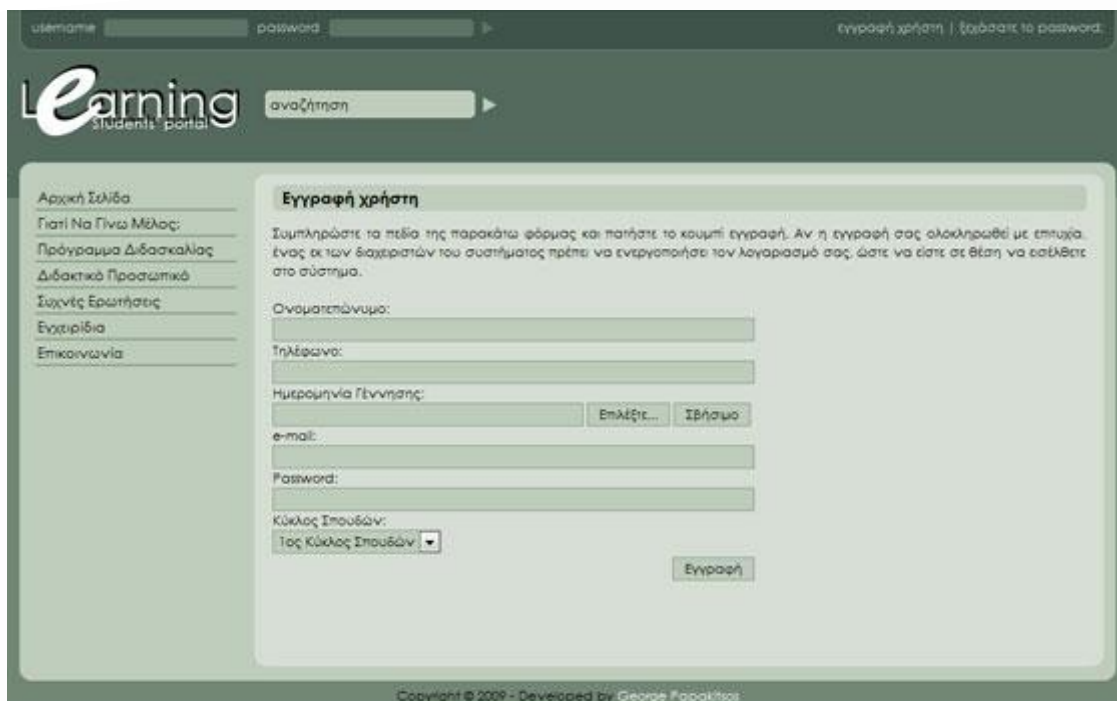 username password εγγραφή χρήστη | ξεχάσατε το password;
Learning
Students' portal
αναζήτηση
Αρχική Σελίδα
Γιατί Να Γίνω Μέλος;
Πρόγραμμα Διδασκαλίας
Διδακτικό Προσωπικό
Συχνές Ερωτήσεις
Εγχειρίδια
Επικοινωνία
Εγγραφή χρήστη
Συμπληρώστε τα πεδία της παρακάτω φόρμας και πατήστε το κουμπί εγγραφή. Αν η εγγραφή σας ολοκληρωθεί με επιτυχία,
ένας εκ των διαχειριστών του συστήματος πρέπει να ενεργοποιήσει τον λογαριασμό σας, ώστε να είστε σε θέση να εισέλθετε
στο σύστημα.
Ονοματεπώνυμο:
Τηλέφωνο:
Ημερομηνία Γέννησης:
Επιλέξτε... Σβήσιμο
e-mail:
Password:
Κύκλος Σπουδών:
1ος Κύκλος Σπουδών
Εγγραφή
Copyright © 2009 - Developed by George Papakitsos